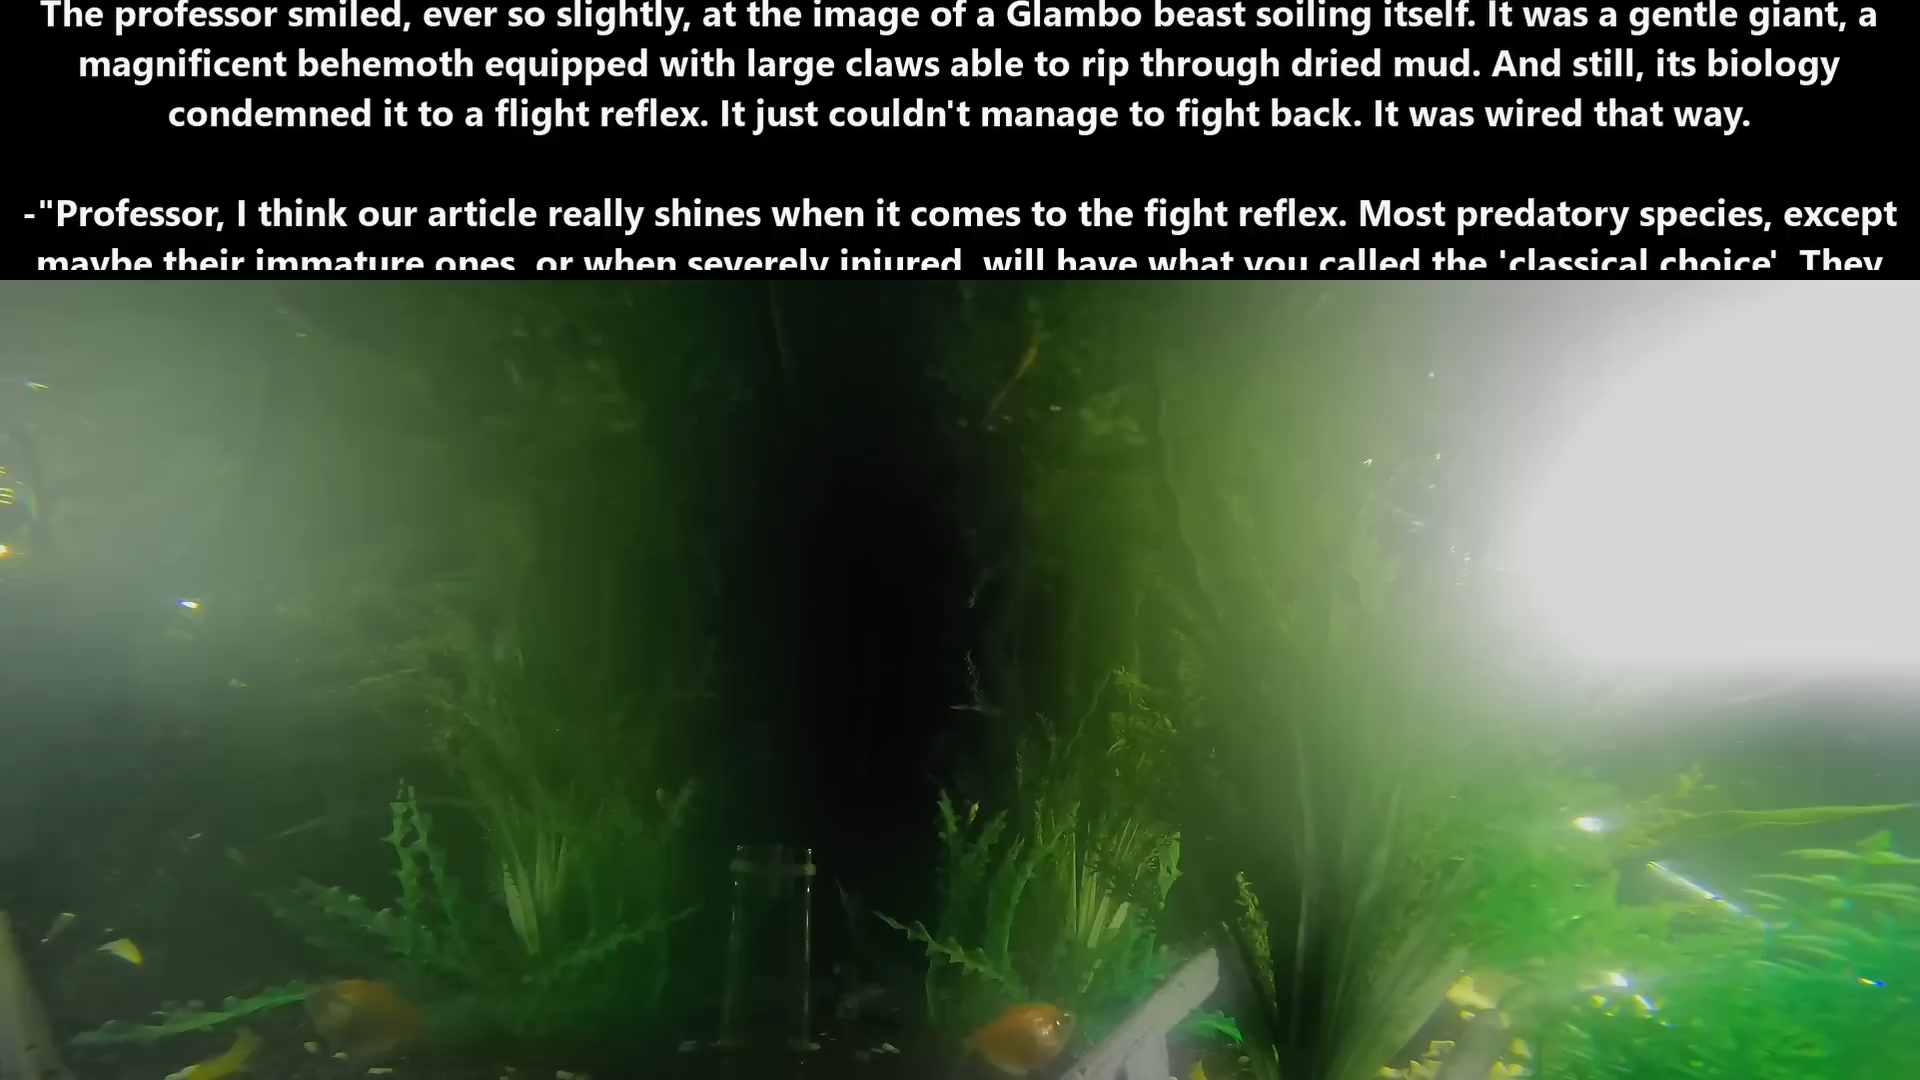 The professor smiled, ever so slightly, at the image of a Glambo beast soiling itself. It was a gentle giant, a
magnificent behemoth equipped with large claws able to rip through dried mud. And still, its biology
condemned it to a flight reflex. It just couldn't manage to fight back. It was wired that way.
-"Professor, I think our article really shines when it comes to the fight reflex. Most predatory species, except
maybe their immature ones, or when severely injured, will have what you called the 'classical choice'. They